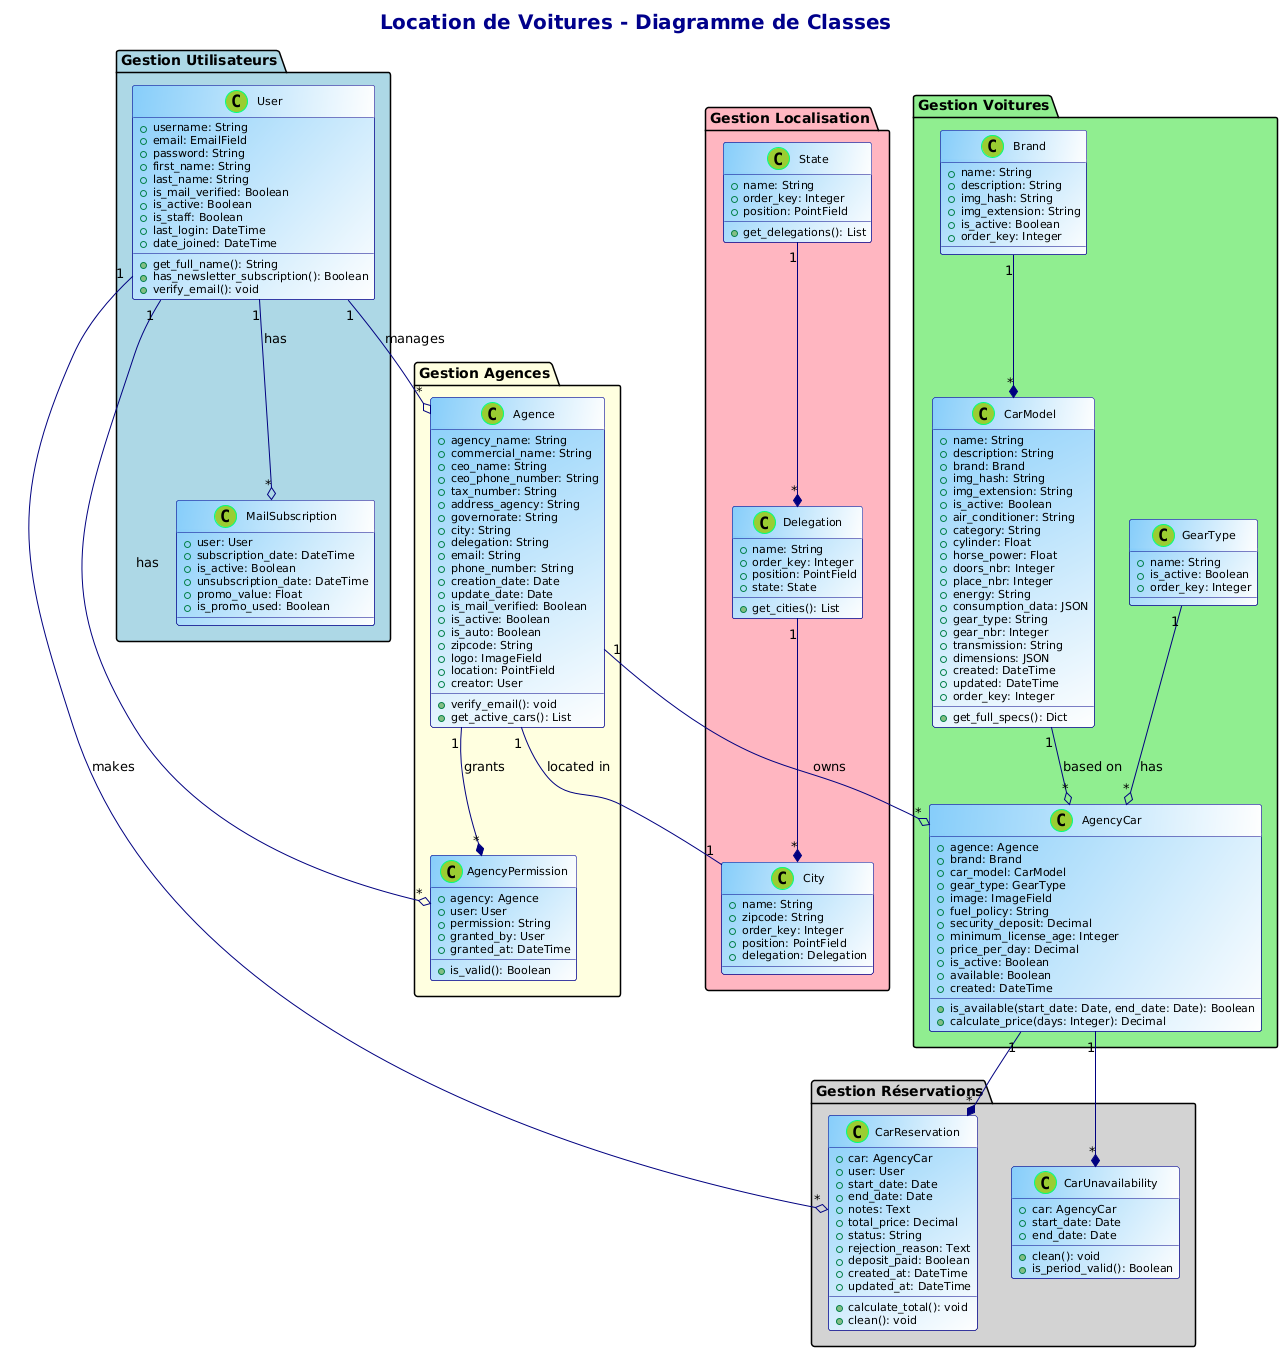 Location de Voitures - Diagramme de Classes
Gestion Utilisateurs
C User
username: String
email: EmailField
password: String
first_name: String
last_name: String
is_mail_verified: Boolean
is_active: Boolean
is_staff: Boolean
last_login: DateTime
date_joined: DateTime
get_full_name(): String
has_newsletter_subscription(): Boolean
verify_email(): void
1
1
1
1
has
manages
*
*
has
makes
C MailSubscription
user: User
subscription_date: DateTime
is_active: Boolean
unsubscription_date: DateTime
promo_value: Float
is_promo_used: Boolean
Gestion Agences
C Agence
agency_name: String
commercial_name: String
ceo_name: String
ceo_phone_number: String
tax_number: String
address_agency: String
governorate: String
city: String
delegation: String
email: String
phone_number: String
creation_date: Date
update_date: Date
is_mail_verified: Boolean
is_active: Boolean
is_auto: Boolean
zipcode: String
logo: ImageField
location: PointField
creator: User
verify_email(): void
get_active_cars(): List
1
1
1
grants
located in
owns
*
*
1
*
C AgencyPermission
agency: Agence
user: User
permission: String
granted_by: User
granted_at: DateTime
is_valid(): Boolean
Gestion Localisation
C State
name: String
order_key: Integer
position: PointField
get_delegations(): List
1
*
C Delegation
name: String
order_key: Integer
position: PointField
state: State
get_cities(): List
1
*
C City
name: String
zipcode: String
order_key: Integer
position: PointField
delegation: Delegation
Gestion Voitures
C Brand
name: String
description: String
img_hash: String
img_extension: String
is_active: Boolean
order_key: Integer
1
*
C CarModel
name: String
description: String
brand: Brand
img_hash: String
img_extension: String
is_active: Boolean
air_conditioner: String
category: String
cylinder: Float
horse_power: Float
doors_nbr: Integer
place_nbr: Integer
energy: String
consumption_data: JSON
gear_type: String
gear_nbr: Integer
transmission: String
dimensions: JSON
created: DateTime
updated: DateTime
order_key: Integer
get_full_specs(): Dict
C GearType
name: String
is_active: Boolean
order_key: Integer
1
1
based on
has
*
*
C AgencyCar
agence: Agence
brand: Brand
car_model: CarModel
gear_type: GearType
image: ImageField
fuel_policy: String
security_deposit: Decimal
minimum_license_age: Integer
price_per_day: Decimal
is_active: Boolean
available: Boolean
created: DateTime
is_available(start_date: Date, end_date: Date): Boolean
calculate_price(days: Integer): Decimal
1
1
Gestion Réservations
*
*
*
C CarReservation
car: AgencyCar
user: User
start_date: Date
end_date: Date
notes: Text
total_price: Decimal
status: String
rejection_reason: Text
deposit_paid: Boolean
created_at: DateTime
updated_at: DateTime
calculate_total(): void
clean(): void
C CarUnavailability
car: AgencyCar
start_date: Date
end_date: Date
clean(): void
is_period_valid(): Boolean